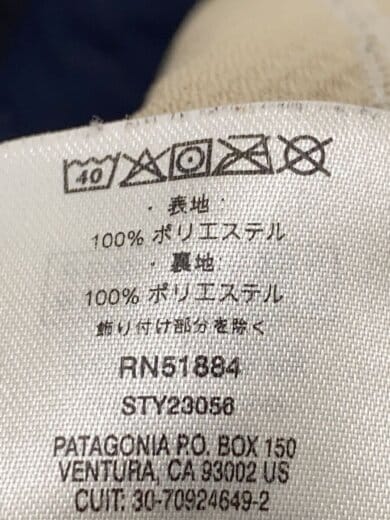 40
・表地・
100% ポリエステル
・裏地・
100% ポリエステル
飾り付け部分を除く
RN51884
STY23056
PATAGONIA P.O. BOX 150
VENTURA, CA 93002 US
CUIT: 30-70924649-2